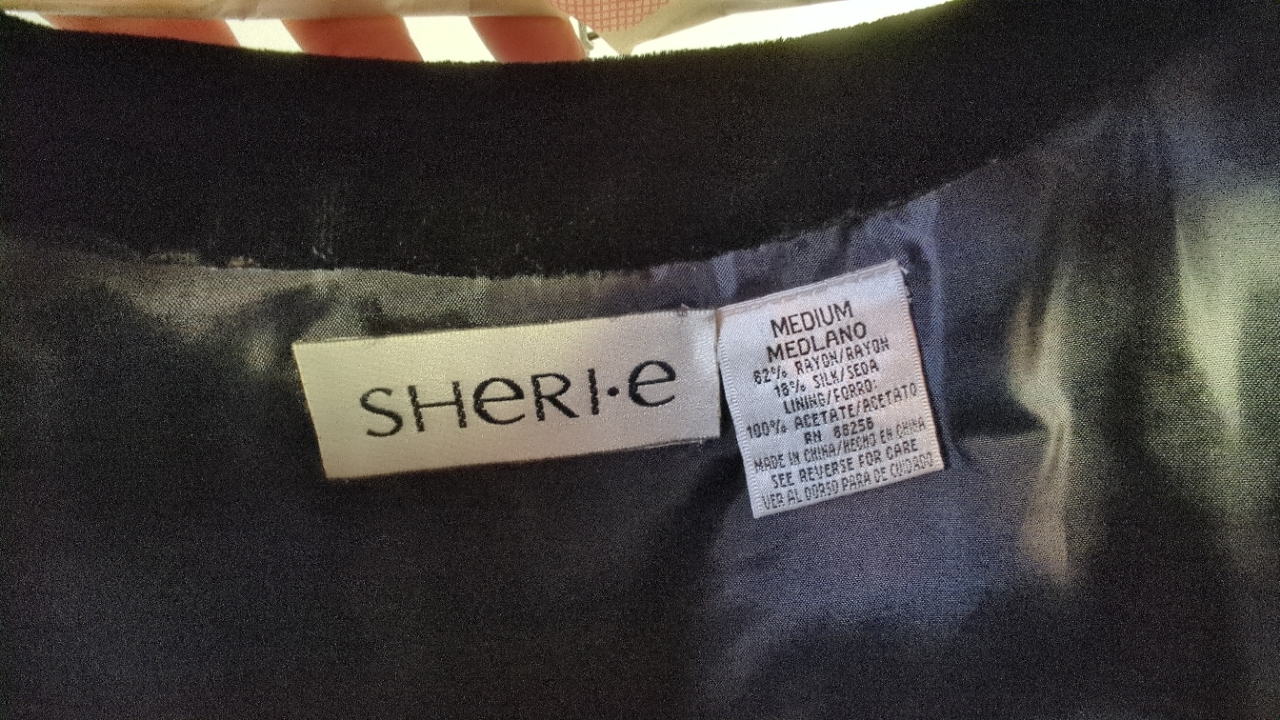 SHERI·e
MEDIUM
MEDLANO
82% RAYON/RAYON
18% SILK/SEDA
LINING/FORRO:
100% ACETATE/ACETATO
RN 88256
MADE IN CHINA/HECHO EN CHINA
SEE REVERSE FOR CARE
VER AL DORSO PARA DE CUIDADO